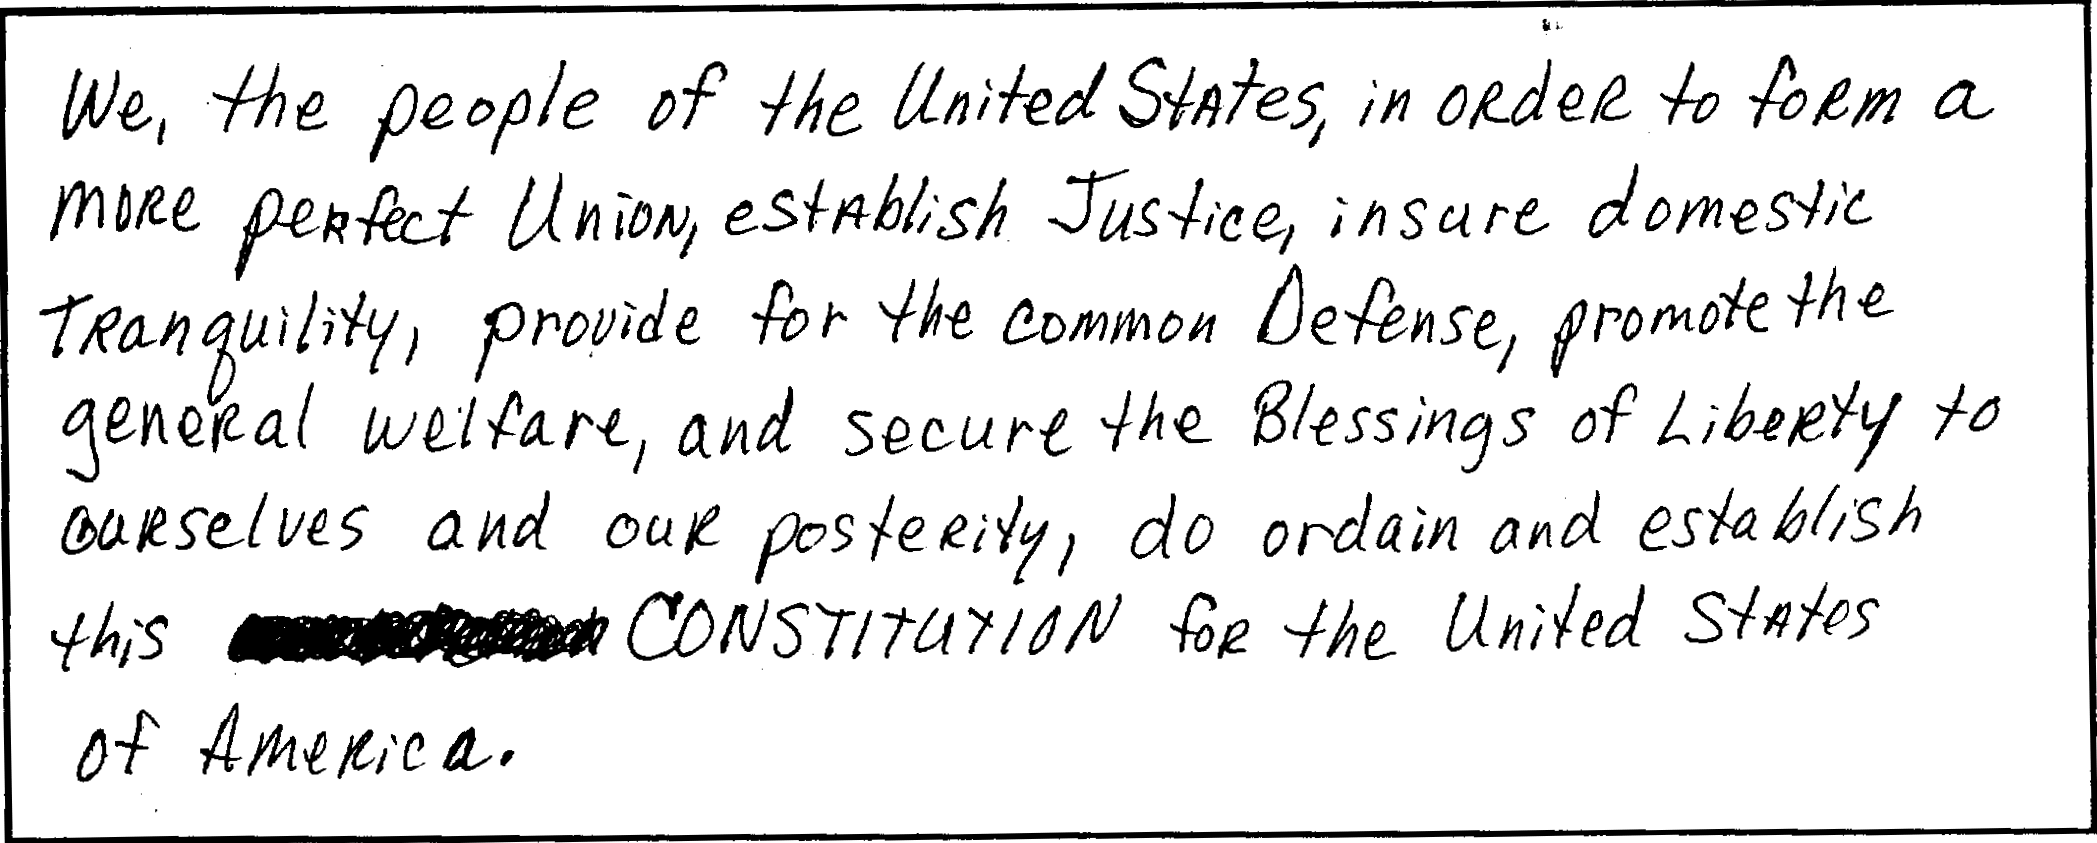 We, the people of the United States, in order to form a
more perfect Union, establish Justice, insure domestic
Tranquility, provide for the common Defense, promote the
general welfare, and secure the Blessings of Liberty to
ourselves and our posterity, do ordain and establish
this CONSTITUTION for the United States
of America.